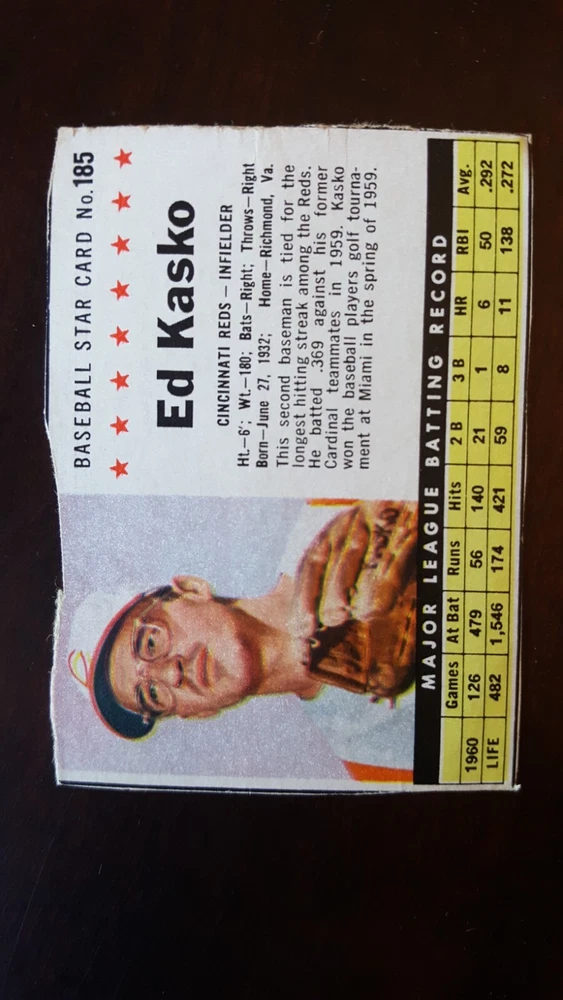 BASEBALL STAR CARD No. 185
Ed Kasko
CINCINNATI REDS — INFIELDER
Ht.—6'; Wt.—180; Bats—Right; Throws—Right
Born—June 27, 1932; Home—Richmond, Va.
This second baseman is tied for the
longest hitting streak among the Reds.
He batted .369 against his former
Cardinal teammates in 1959. Kasko
won the baseball players golf tourna-
ment at Miami in the spring of 1959.
MAJOR LEAGUE BATTING RECORD
Games At Bat Runs Hits 2 B 3 B HR RBI Avg.
1960 126 479 56 140 21 1 6 50 .292
LIFE 482 1,546 174 421 59 8 11 138 .272